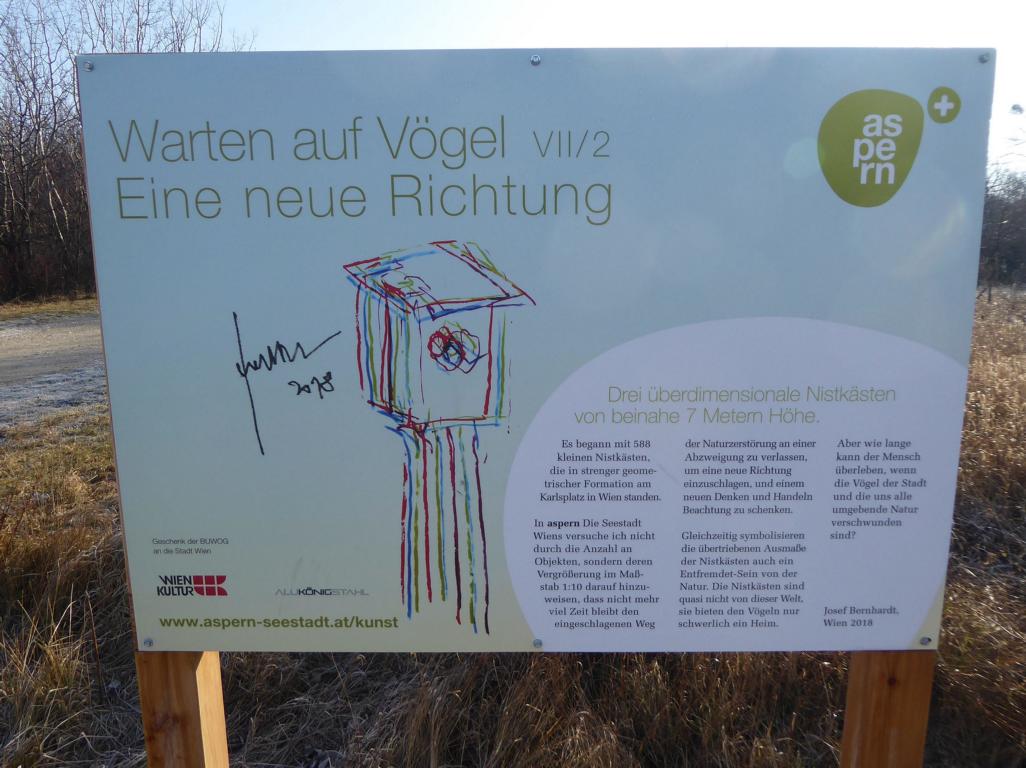 Warten auf Vögel VII/2
Eine neue Richtung
as
pe
rn
+
2018
Drei überdimensionale Nistkästen
von beinahe 7 Metern Höhe.
Es begann mit 588
kleinen Nistkästen,
die in strenger geome-
trischer Formation am
Karlsplatz in Wien standen.
In aspern Die Seestadt
Wiens versuche ich nicht
durch die Anzahl an
Objekten, sondern deren
Vergrößerung im Maß-
stab 1:10 darauf hinzu-
weisen, dass nicht mehr
viel Zeit bleibt den
eingeschlagenen Weg
der Naturzerstörung an einer
Abzweigung zu verlassen,
um eine neue Richtung
einzuschlagen, und einem
neuen Denken und Handeln
Beachtung zu schenken.
Gleichzeitig symbolisieren
die übertriebenen Ausmaße
der Nistkästen auch ein
Entfremdet-Sein von der
Natur. Die Nistkästen sind
quasi nicht von dieser Welt,
sie bieten den Vögeln nur
schwerlich ein Heim.
Aber wie lange
kann der Mensch
überleben, wenn
die Vögel der Stadt
und die uns alle
umgebende Natur
verschwunden
sind?
Josef Bernhardt,
Wien 2018
Geschenk der BUWOG
an die Stadt Wien
WIEN
KULTUR
ALUKÖNIGSTAHL
www.aspern-seestadt.at/kunst